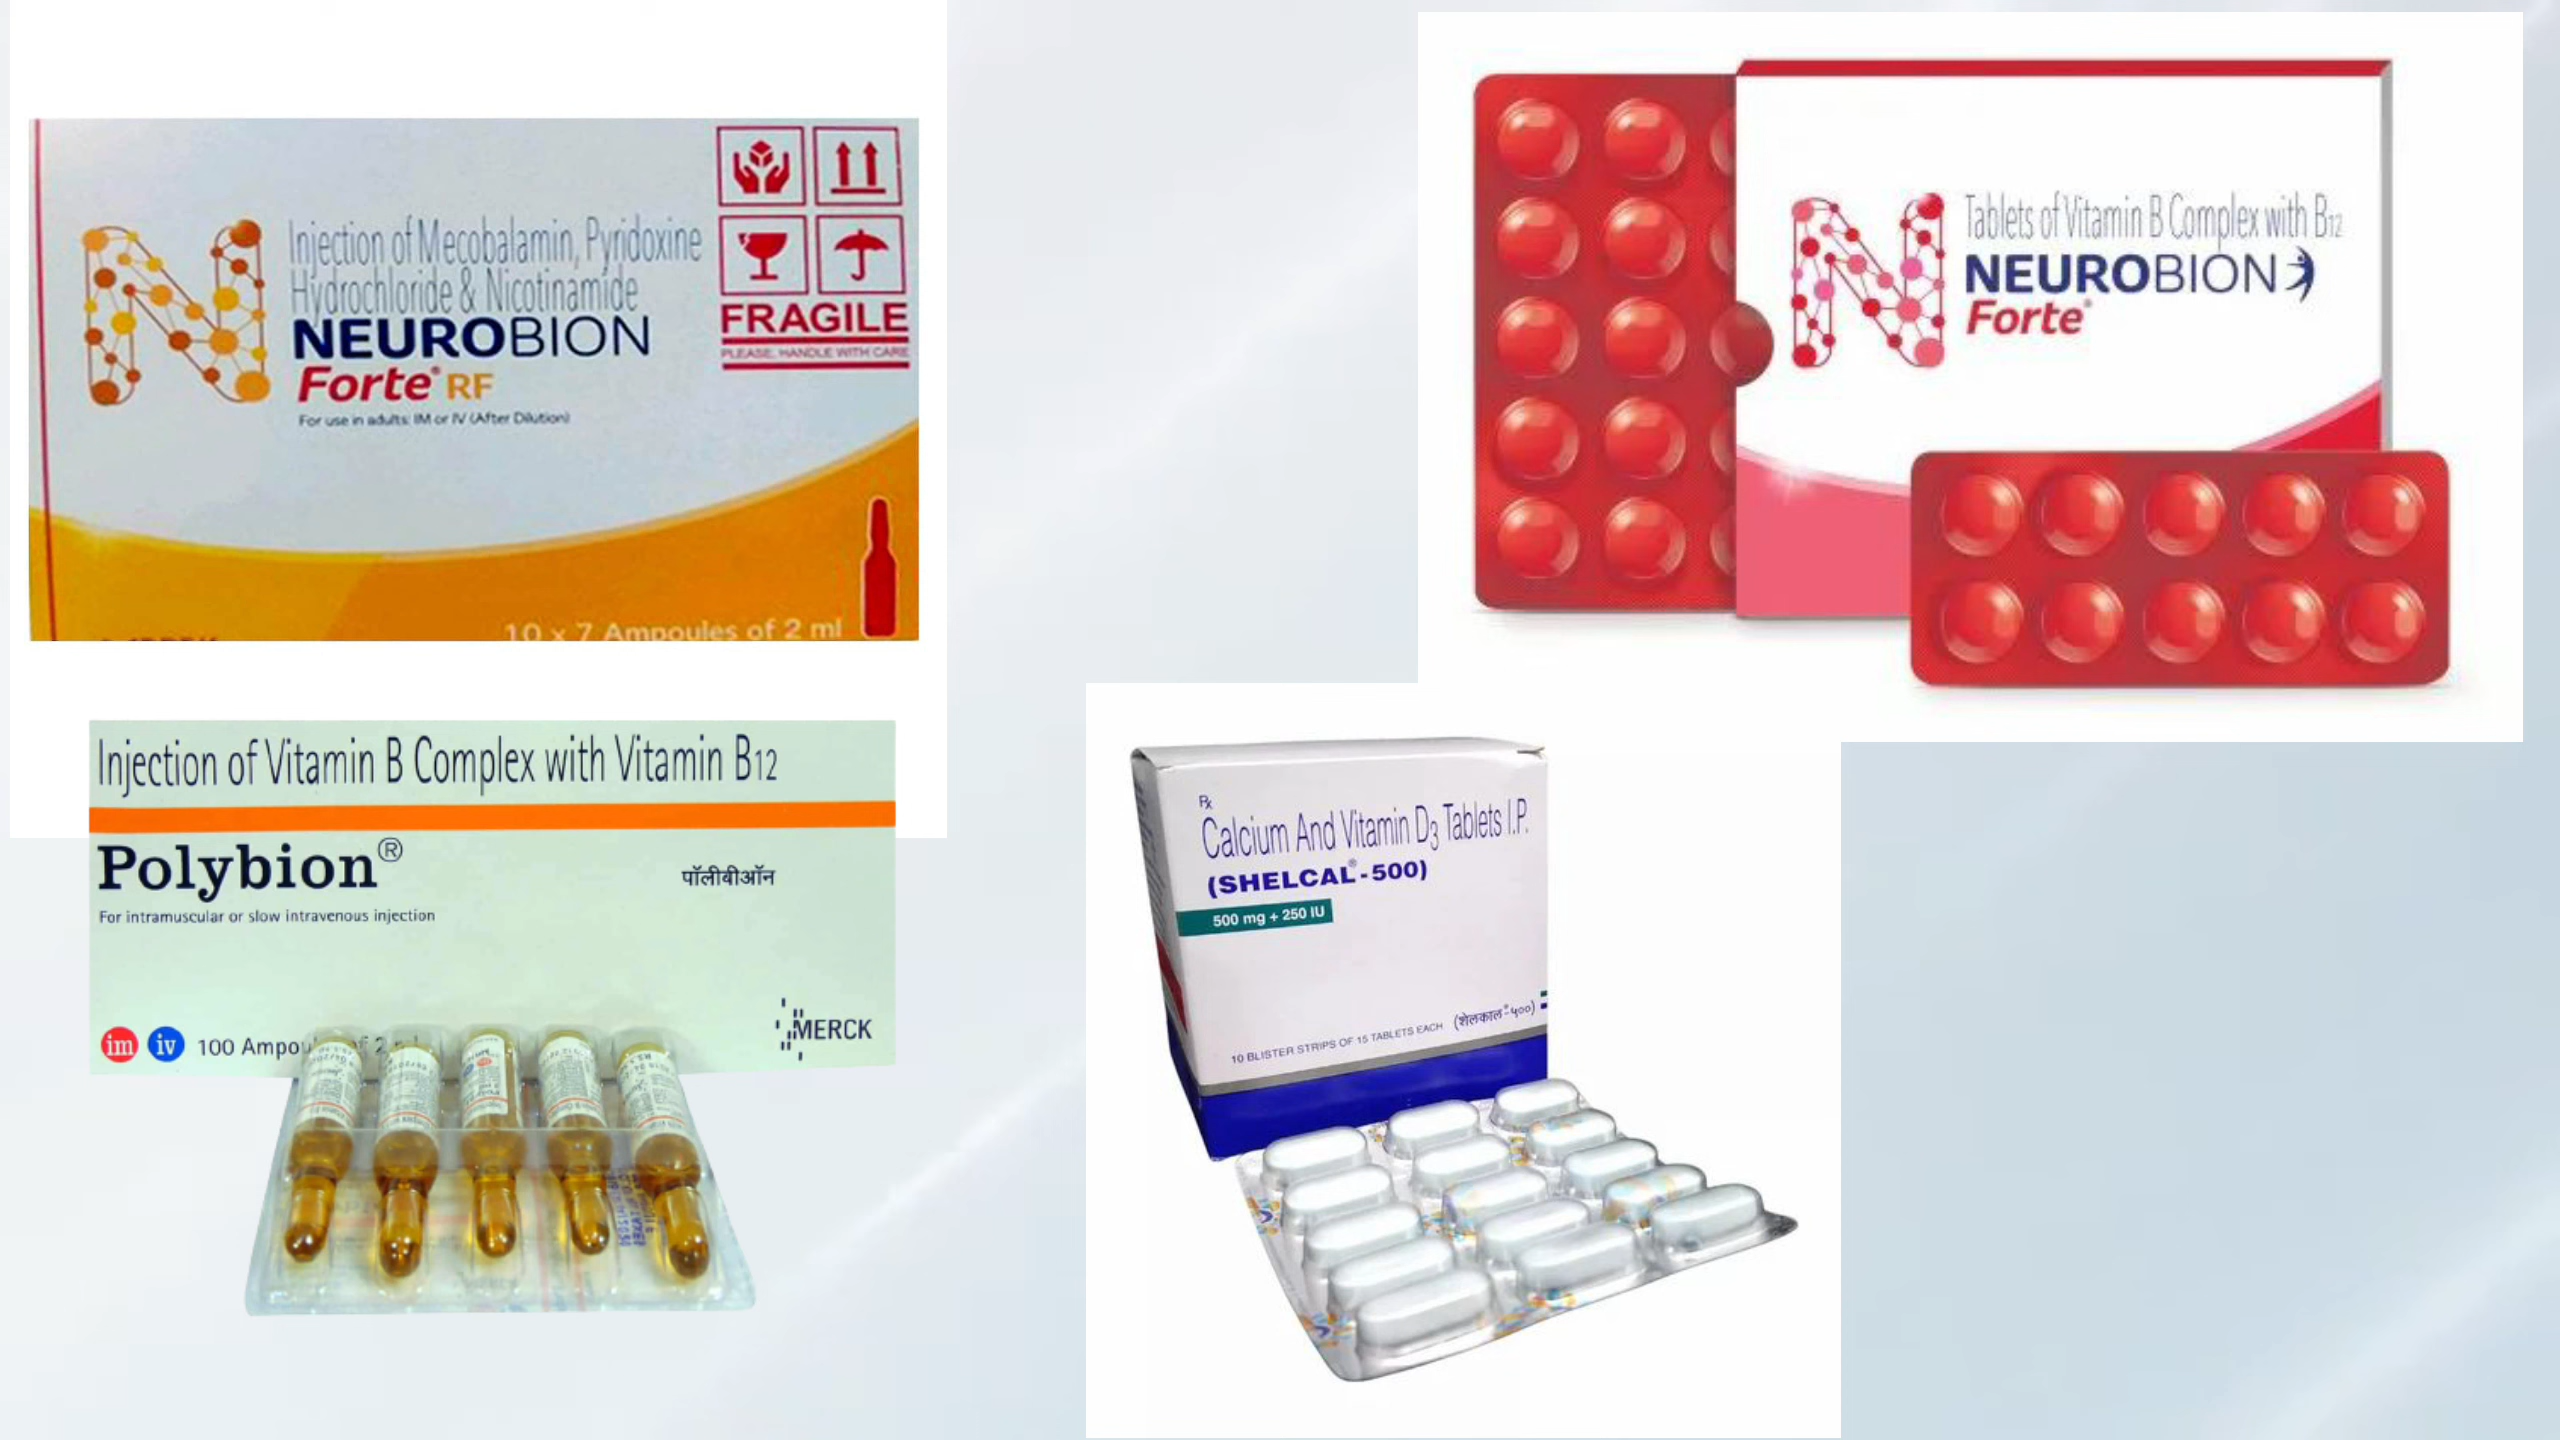 Injection of Mecobalamin, Pyridoxine
Hydrochloride & Nicotinamide
NEUROBION
Forte® RF
For use in adults: IM or IV (After Dilution)
FRAGILE
PLEASE, HANDLE WITH CARE
10 x 7 Ampoules of 2 ml
Tablets of Vitamin B Complex with B12
NEUROBION
Forte®
Injection of Vitamin B Complex with Vitamin B12
Polybion®
पॉलीबीऑन
For intramuscular or slow intravenous injection
im iv 100 Ampou of 2
MERCK
Rx
Calcium And Vitamin D3 Tablets I.P.
(SHELCAL®-500)
500 mg + 250 IU
(शेलकाल®-५००)
10 BLISTER STRIPS OF 15 TABLETS EACH